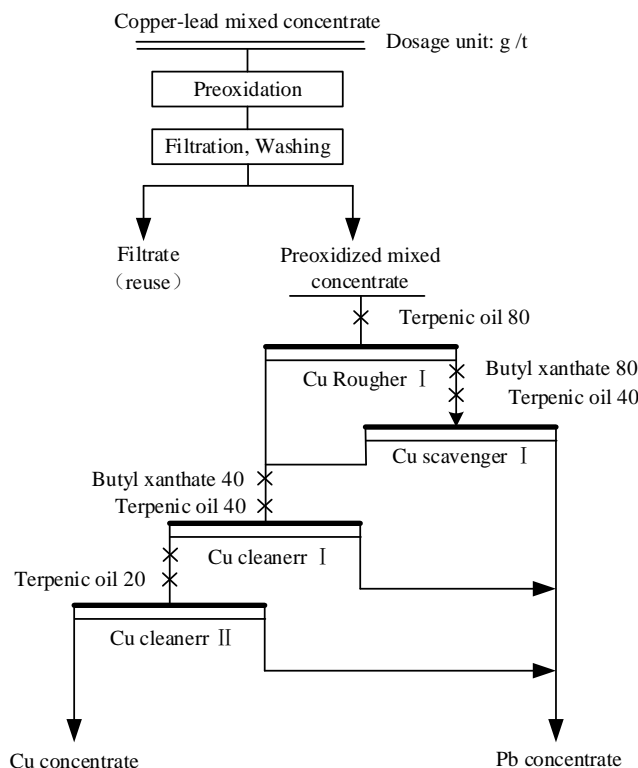 Copper-lead mixed concentrate
Dosage unit: g /t
Preoxidation
Filtration, Washing
Filtrate
（reuse）
Preoxidized mixed
concentrate
Terpenic oil 80
Cu Rougher Ⅰ
Butyl xanthate 80
Terpenic oil 40
Cu scavenger Ⅰ
Butyl xanthate 40
Terpenic oil 40
Cu cleanerr Ⅰ
Terpenic oil 20
Cu cleanerr Ⅱ
Cu concentrate
Pb concentrate